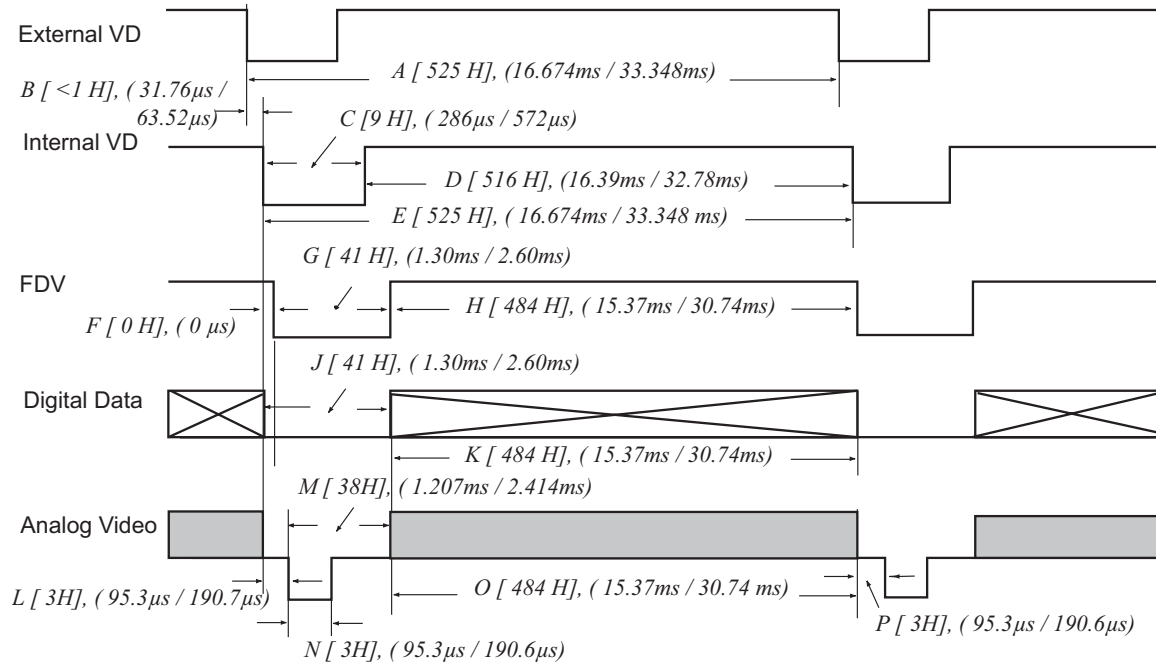 External VD
A [ 525 H], (16.674ms / 33.348ms)
B [ <1 H], ( 31.76µs /
63.52µs)
C [9 H], ( 286µs / 572µs)
Internal VD
D [ 516 H], (16.39ms / 32.78ms)
E [ 525 H], ( 16.674ms / 33.348 ms)
G [ 41 H], (1.30ms / 2.60ms)
FDV
H [ 484 H], ( 15.37ms / 30.74ms)
F [ 0 H], ( 0 µs)
J [ 41 H], ( 1.30ms / 2.60ms)
Digital Data
K [ 484 H], ( 15.37ms / 30.74ms)
M [ 38H], ( 1.207ms / 2.414ms)
Analog Video
L [ 3H], ( 95.3µs / 190.7µs)
O [ 484 H], ( 15.37ms / 30.74 ms)
P [ 3H], ( 95.3µs / 190.6µs)
N [ 3H], ( 95.3µs / 190.6µs)